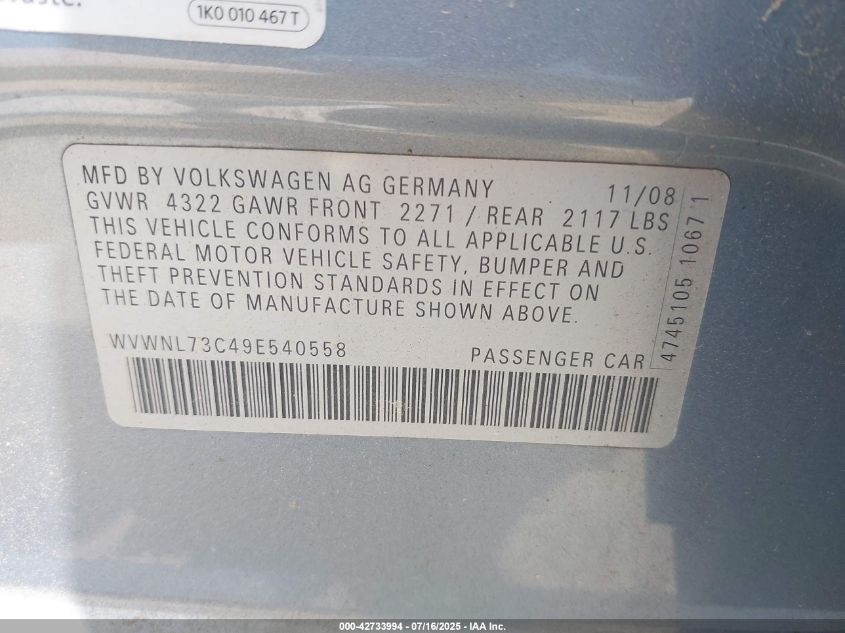 1K0 010 467 T
MFD BY VOLKSWAGEN AG GERMANY 11/08
GVWR 4322 GAWR FRONT 2271 / REAR 2117 LBS
THIS VEHICLE CONFORMS TO ALL APPLICABLE U.S.
FEDERAL MOTOR VEHICLE SAFETY, BUMPER AND
THEFT PREVENTION STANDARDS IN EFFECT ON
THE DATE OF MANUFACTURE SHOWN ABOVE.
WVWNL73C49E540558 PASSENGER CAR
4745105 10671
000-42733994 - 07/16/2025 - IAA Inc.